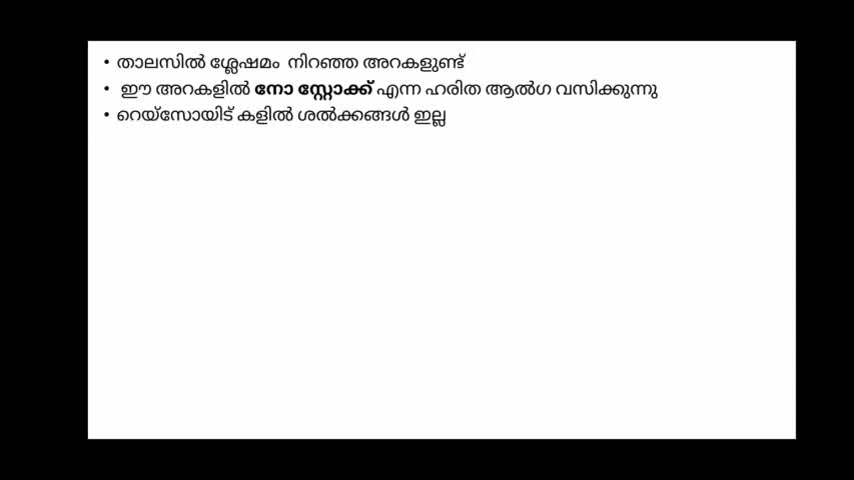 • താലസിൽ ശ്ലേഷമം നിറഞ്ഞ അറകളുണ്ട്
• ഈ അറകളിൽ നോ സ്റ്റോക്ക് എന്ന ഹരിത ആൽഗ വസിക്കുന്നു
• റെയ്സോയിട് കളിൽ ശൽക്കങ്ങൾ ഇല്ല